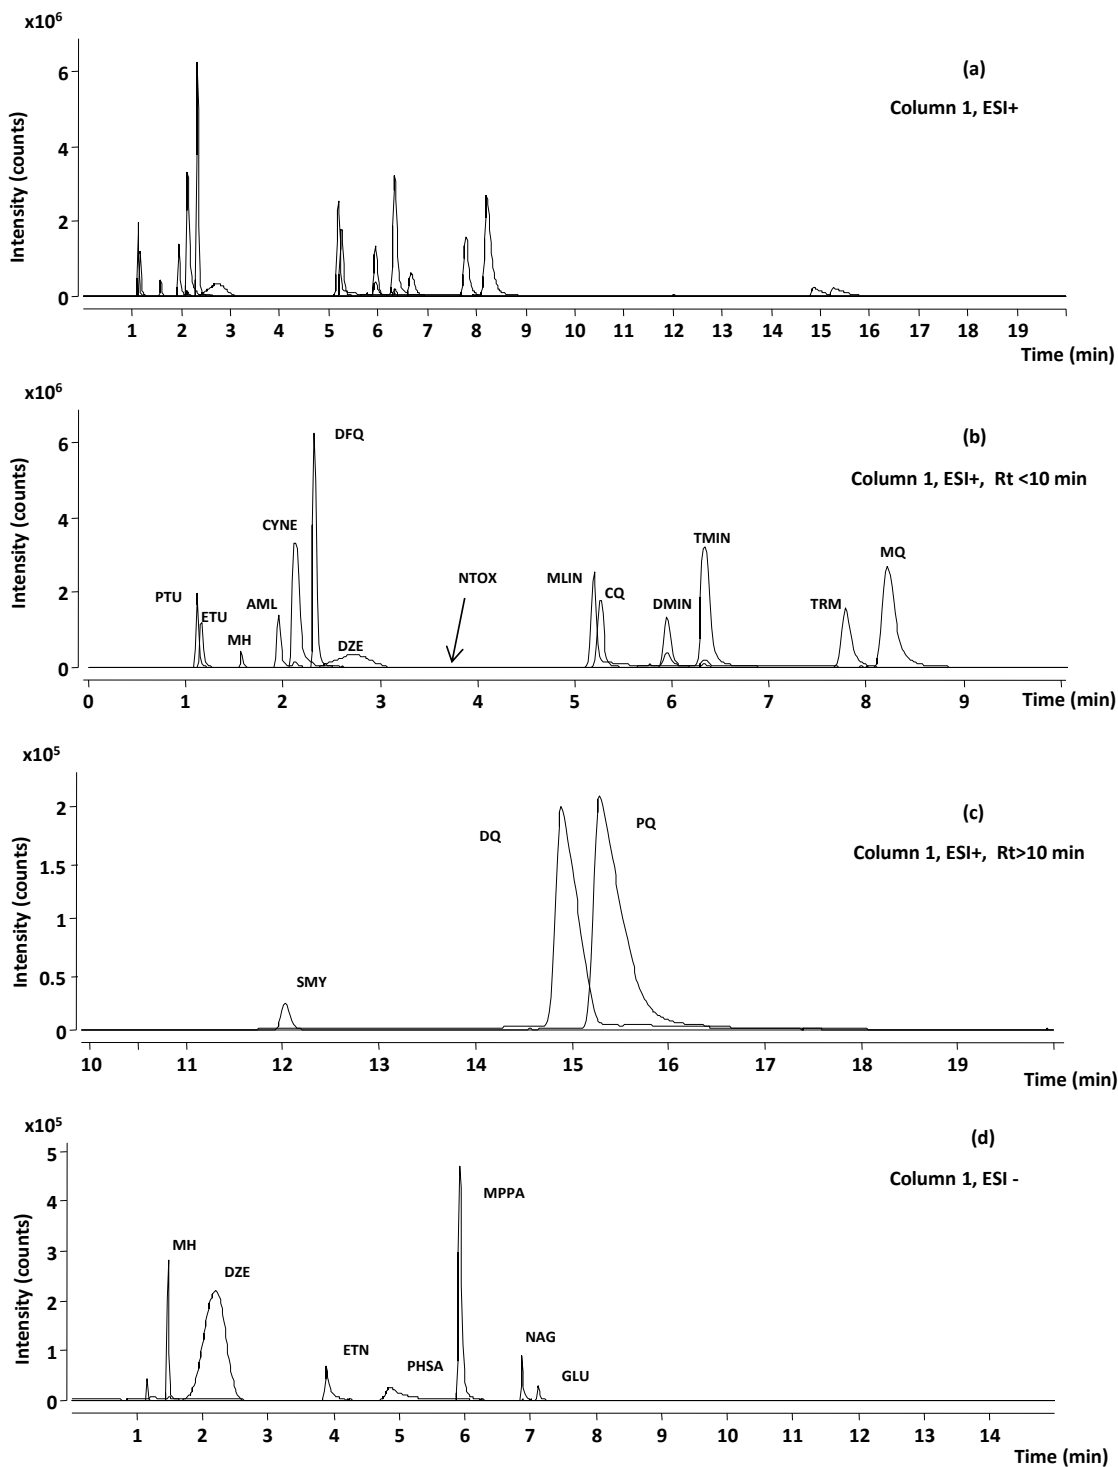 x10⁶
(a)
Column 1, ESI+
Intensity (counts)
6
4
2
0
1 2 3 4 5 6 7 8 9 10 11 12 13 14 15 16 17 18 19
Time (min)
x10⁶
(b)
Column 1, ESI+, Rt <10 min
Intensity (counts)
6
4
2
0
DFQ
CYNE
TMIN
MQ
NTOX
MLIN
PTU
CQ
AML
ETU
DMIN
TRM
MH
DZE
0 1 2 3 4 5 6 7 8 9
Time (min)
x10⁵
(c)
Column 1, ESI+, Rt>10 min
Intensity (counts)
2
1.5
1
0.5
0
DQ
PQ
SMY
10 11 12 13 14 15 16 17 18 19
Time (min)
x10⁵
(d)
Column 1, ESI -
Intensity (counts)
5
4
3
2
1
0
MPPA
MH
DZE
NAG
ETN
PHSA
GLU
1 2 3 4 5 6 7 8 9 10 11 12 13 14
Time (min)